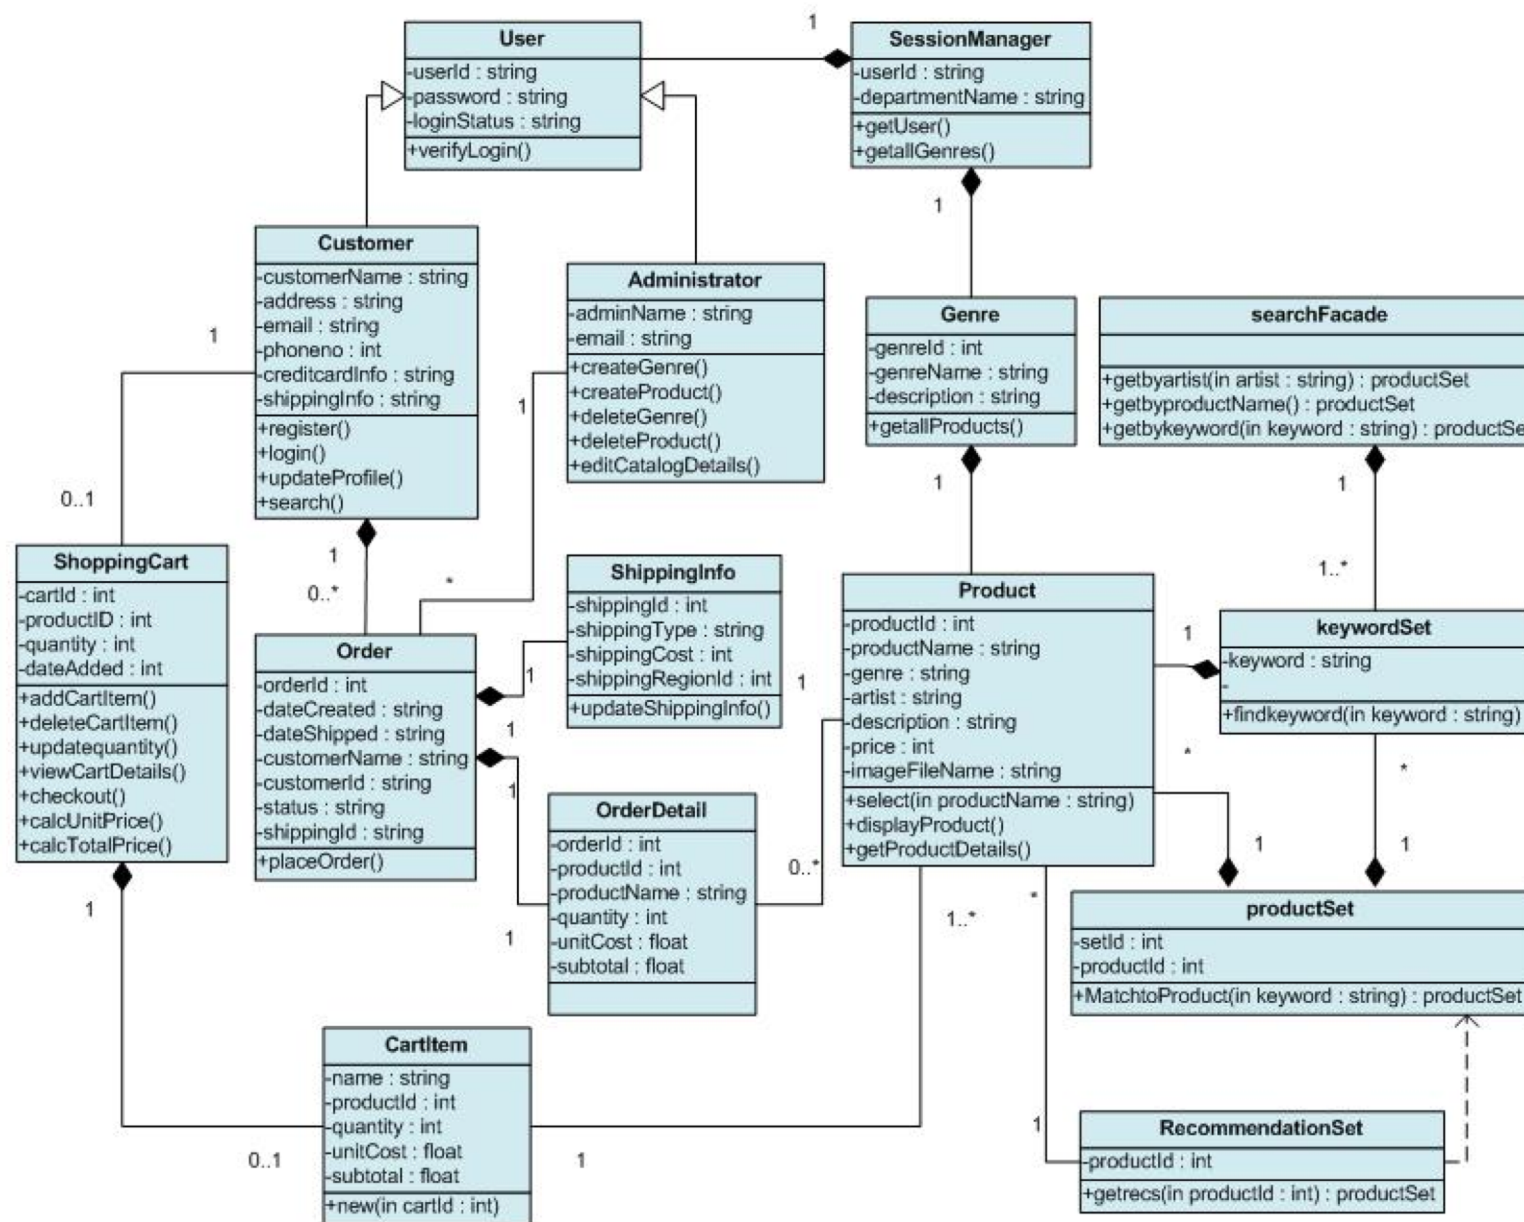 User
-userId : string
-password : string
-loginStatus : string
+verifyLogin()
1
SessionManager
-userId : string
-departmentName : string
+getUser()
+getallGenres()
1
Customer
-customerName : string
-address : string
-email : string
-phoneno : int
-creditcardInfo : string
-shippingInfo : string
+register()
+login()
+updateProfile()
+search()
1
0..1
1
0..*
Administrator
-adminName : string
-email : string
+createGenre()
+createProduct()
+deleteGenre()
+deleteProduct()
+editCatalogDetails()
1
*
Genre
-genreId : int
-genreName : string
-description : string
+getallProducts()
1
searchFacade
+getbyartist(in artist : string) : productSet
+getbyproductName() : productSet
+getbykeyword(in keyword : string) : productSe
1
1..*
ShoppingCart
-cartId : int
-productID : int
-quantity : int
-dateAdded : int
+addCartItem()
+deleteCartItem()
+updatequantity()
+viewCartDetails()
+checkout()
+calcUnitPrice()
+calcTotalPrice()
1
0..1
Order
-orderId : int
-dateCreated : string
-dateShipped : string
-customerName : string
-customerId : string
-status : string
-shippingId : string
+placeOrder()
1
1
1
1
ShippingInfo
-shippingId : int
-shippingType : string
-shippingCost : int
-shippingRegionId : int
+updateShippingInfo()
OrderDetail
-orderId : int
-productId : int
-productName : string
-quantity : int
-unitCost : float
-subtotal : float
1
0..*
Product
-productId : int
-productName : string
-genre : string
-artist : string
-description : string
-price : int
-imageFileName : string
+select(in productName : string)
+displayProduct()
+getProductDetails()
1
*
1
1..*
*
1
keywordSet
-keyword : string
-
+findkeyword(in keyword : string)
*
1
productSet
-setId : int
-productId : int
+MatchtoProduct(in keyword : string) : productSet
CartItem
-name : string
-productId : int
-quantity : int
-unitCost : float
-subtotal : float
+new(in cartId : int)
1
RecommendationSet
-productId : int
+getrecs(in productId : int) : productSet